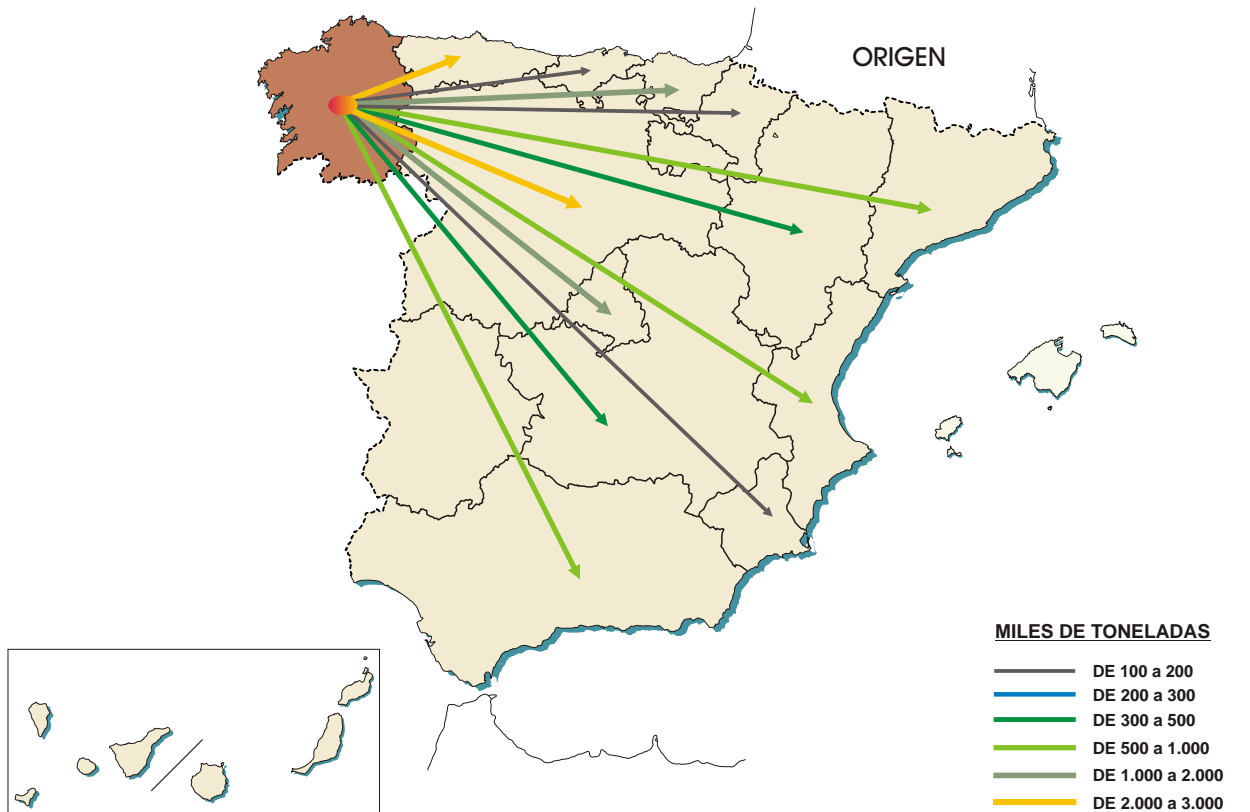 ORIGEN
MILES DE TONELADAS
DE 100 a 200
DE 200 a 300
DE 300 a 500
DE 500 a 1.000
DE 1.000 a 2.000
DE 2.000 a 3.000